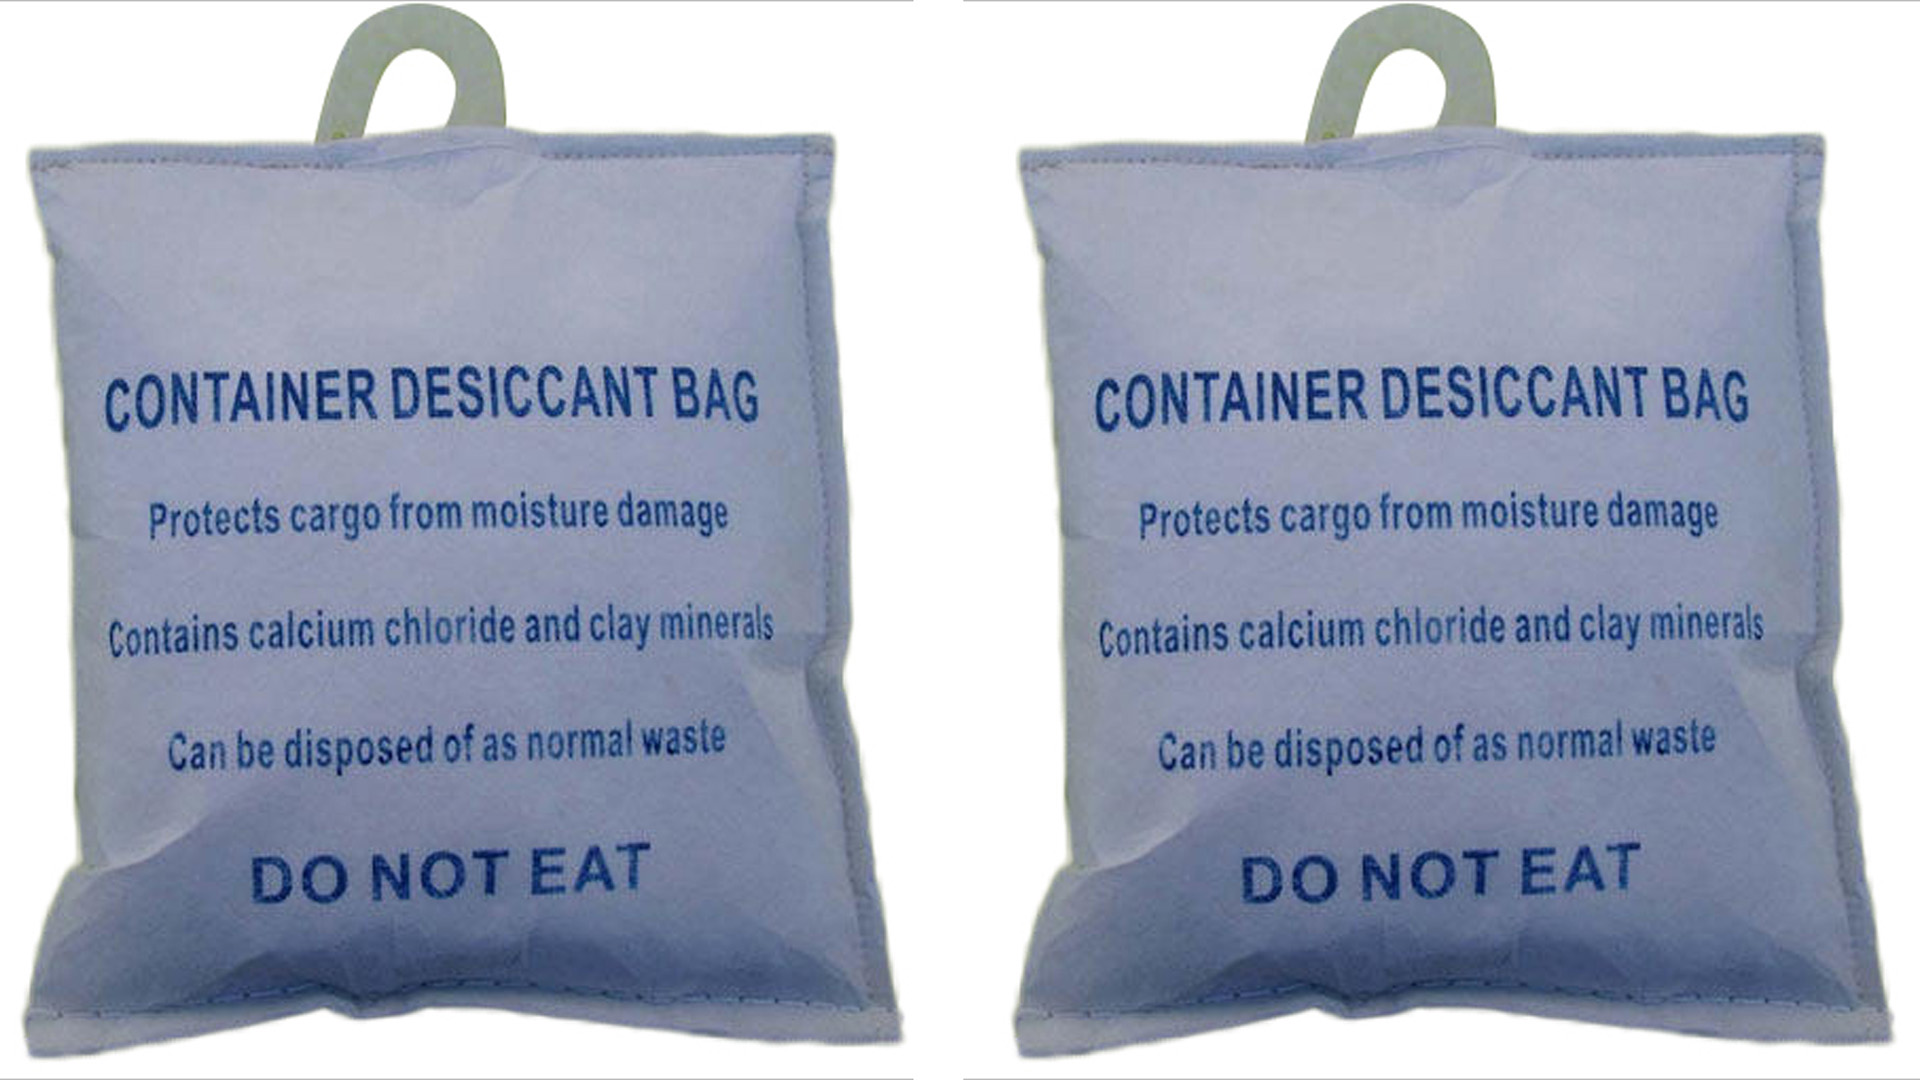 CONTAINER DESICCANT BAG
Protects cargo from moisture damage
Contains calcium chloride and clay minerals
Can be disposed of as normal waste
DO NOT EAT
CONTAINER DESICCANT BAG
Protects cargo from moisture damage
Contains calcium chloride and clay minerals
Can be disposed of as normal waste
DO NOT EAT